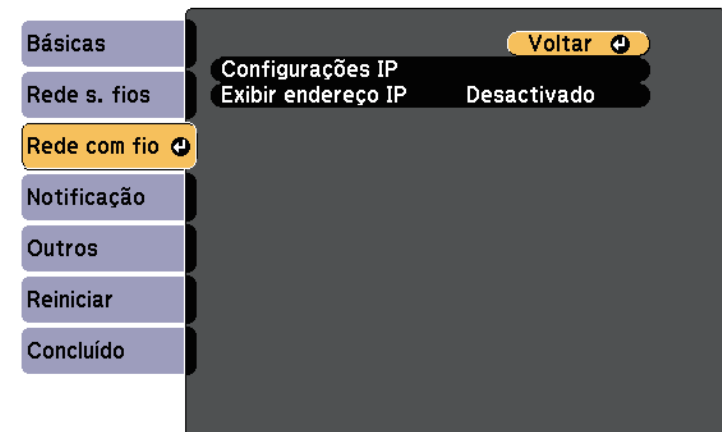 Básicas
Rede s. fios
Rede com fio
Notificação
Outros
Reiniciar
Concluído
Voltar
Configurações IP
Exibir endereço IP Desactivado